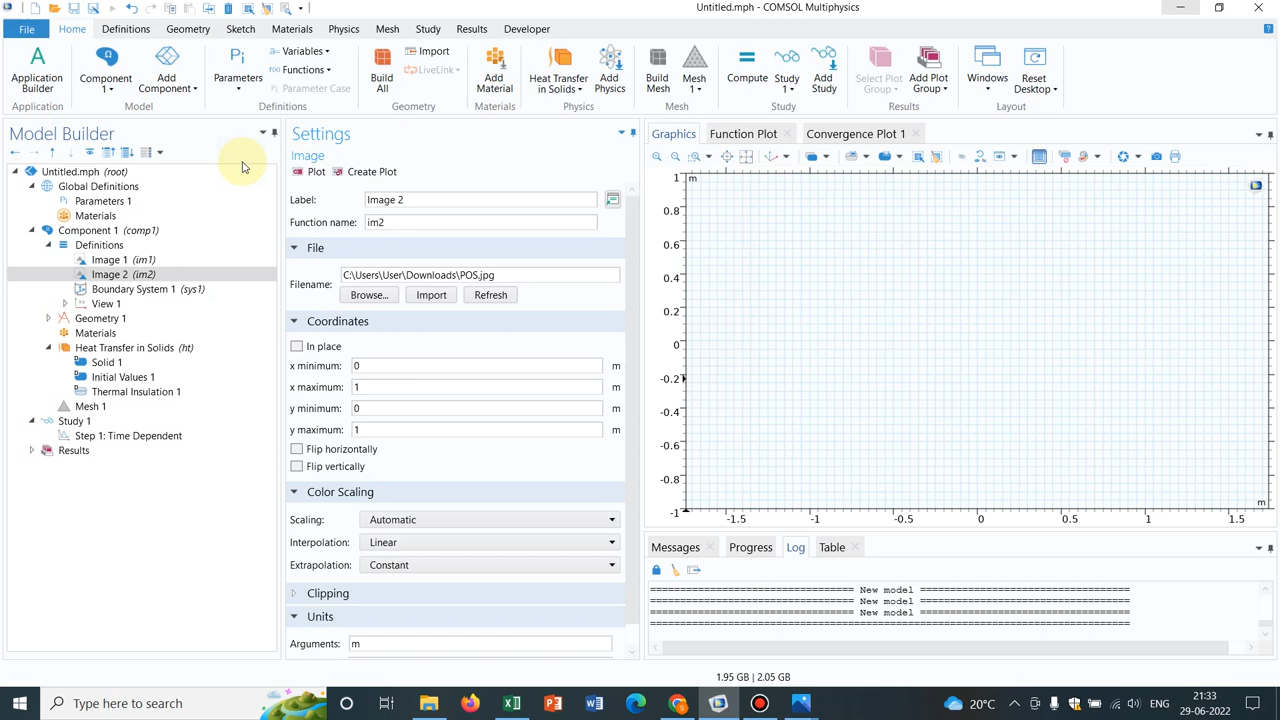 Untitled.mph - COMSOL Multiphysics
File Home Definitions Geometry Sketch Materials Physics Mesh Study Results Developer
Application Builder
Application
Component 1
Add Component
Model
Parameters
Variables
Functions
Parameter Case
Definitions
Build All
Import
LiveLink
Geometry
Add Material
Materials
Heat Transfer in Solids
Add Physics
Physics
Build Mesh
Mesh 1
Mesh
Compute
Study 1
Add Study
Study
Select Plot Group
Add Plot Group
Results
Windows
Reset Desktop
Layout
Model Builder
Untitled.mph (root)
Global Definitions
Parameters 1
Materials
Component 1 (comp1)
Definitions
Image 1 (im1)
Image 2 (im2)
Boundary System 1 (sys1)
View 1
Geometry 1
Materials
Heat Transfer in Solids (ht)
Solid 1
Initial Values 1
Thermal Insulation 1
Mesh 1
Study 1
Step 1: Time Dependent
Results
Settings
Image
Plot Create Plot
Label: Image 2
Function name: im2
File
Filename: C:\Users\User\Downloads\POS.jpg
Browse... Import Refresh
Coordinates
In place
x minimum: 0 m
x maximum: 1 m
y minimum: 0 m
y maximum: 1 m
Flip horizontally
Flip vertically
Color Scaling
Scaling: Automatic
Interpolation: Linear
Extrapolation: Constant
Clipping
Units
Arguments: m
Graphics Function Plot Convergence Plot 1
m
1
0.8
0.6
0.4
0.2
0
-0.2
-0.4
-0.6
-0.8
-1
m
-1.5 -1 -0.5 0 0.5 1 1.5
Messages Progress Log Table
=================================== New model ===================================
=================================== New model ===================================
=================================== New model ===================================
1.95 GB | 2.05 GB
Type here to search
20°C
ENG
21:33
29-06-2022